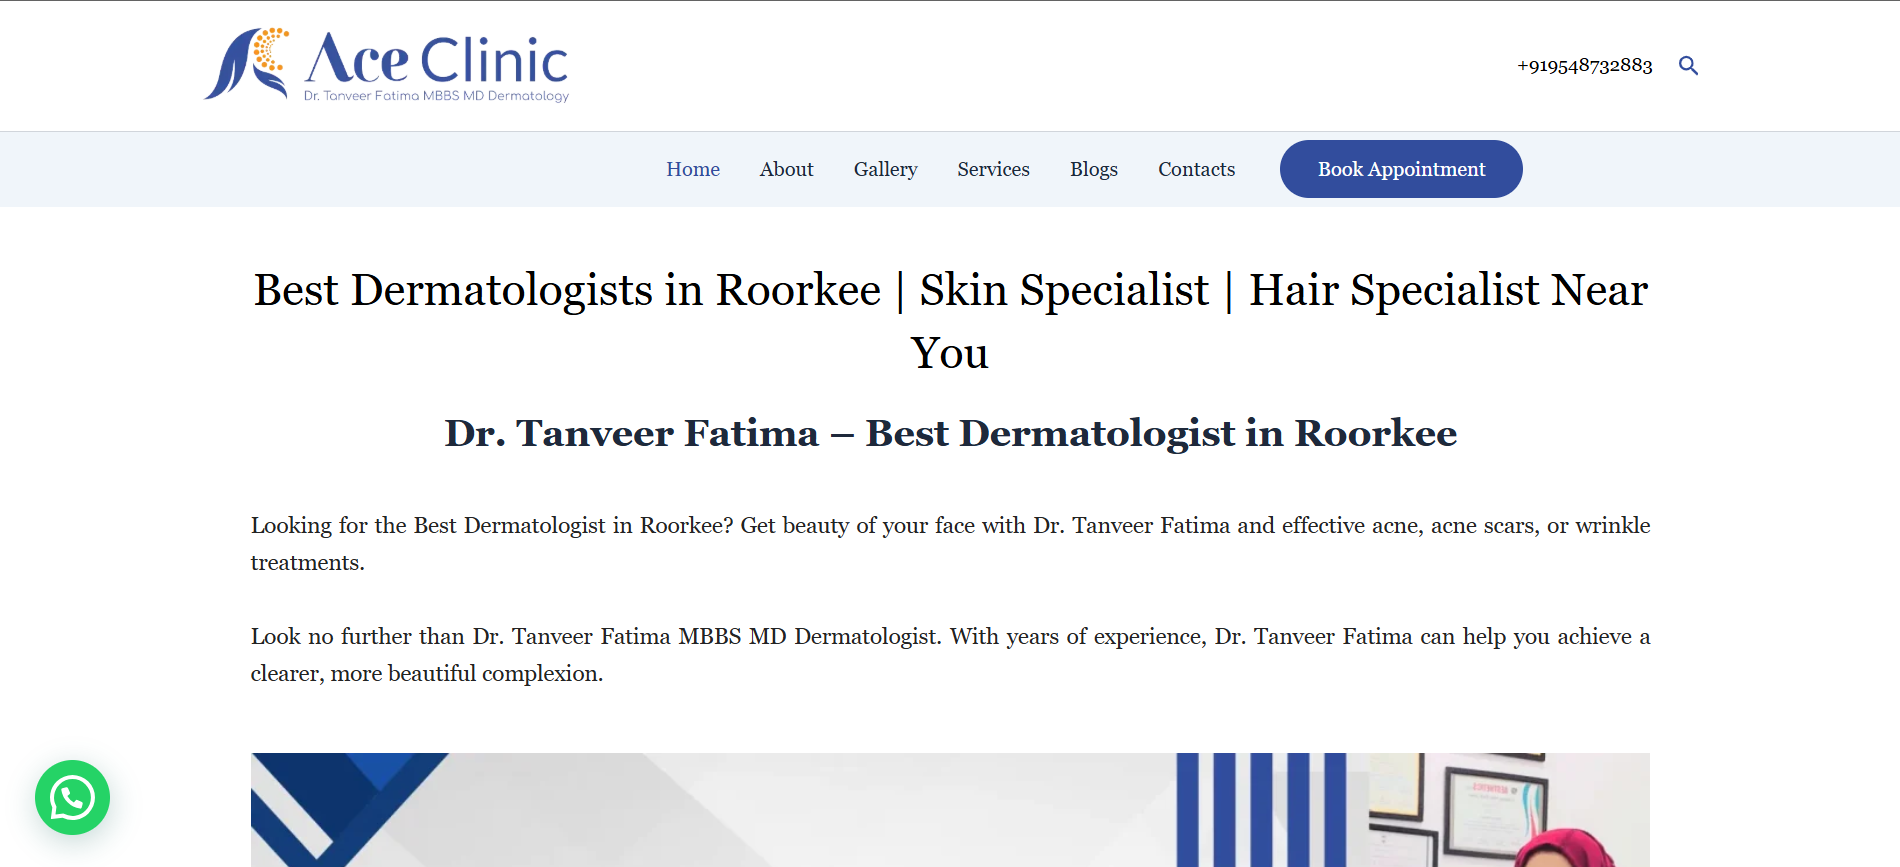 Ace Clinic
Dr. Tanveer Fatima MBBS MD Dermatology
+919548732883
Home About Gallery Services Blogs Contacts Book Appointment
Best Dermatologists in Roorkee | Skin Specialist | Hair Specialist Near
You
Dr. Tanveer Fatima – Best Dermatologist in Roorkee
Looking for the Best Dermatologist in Roorkee? Get beauty of your face with Dr. Tanveer Fatima and effective acne, acne scars, or wrinkle
treatments.
Look no further than Dr. Tanveer Fatima MBBS MD Dermatologist. With years of experience, Dr. Tanveer Fatima can help you achieve a
clearer, more beautiful complexion.